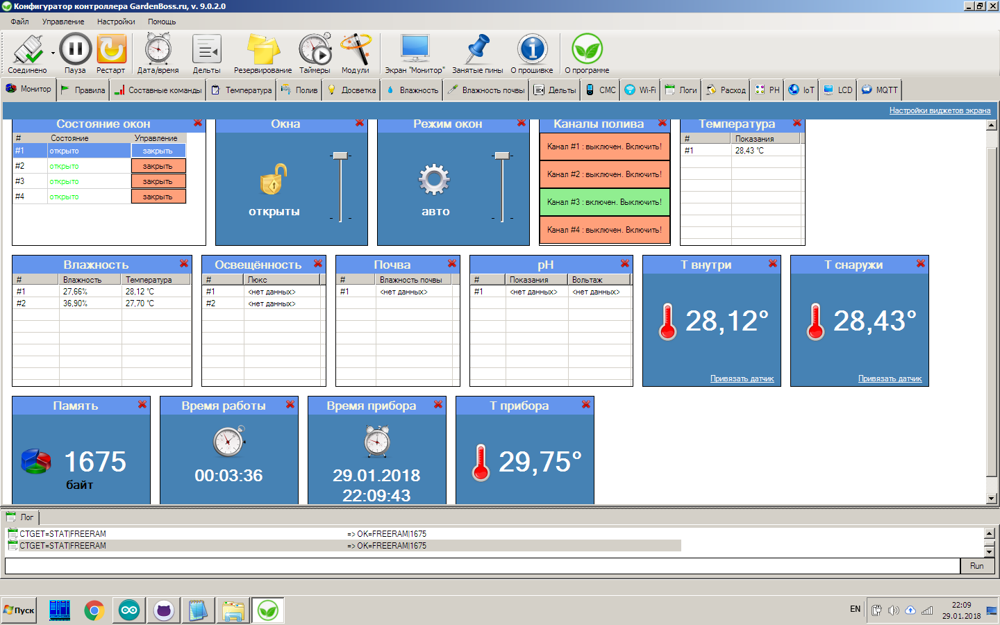 Конфигуратор контроллера GardenBoss.ru, v. 9.0.2.0
Файл Управление Настройки Помощь
Соединено Пауза Рестарт Дата/время Дельты Резервирование Таймеры Модули Экран "Монитор" Занятые пины О прошивке О программе
Монитор Правила Составные команды Температура Полив Досветка Влажность Влажность почвы Дельты СМС Wi-Fi Логи Расход PH IoT LCD MQTT
Настройки виджетов экрана
Состояние окон
# Состояние Управление
#1 открыто закрыть
#2 открыто закрыть
#3 открыто закрыть
#4 открыто закрыть
Окна
открыты
Режим окон
авто
Каналы полива
Канал #1 : выключен. Включить!
Канал #2 : выключен. Включить!
Канал #3 : включен. Выключить!
Канал #4 : выключен. Включить!
Температура
# Показания
#1 28,43 °C
Влажность
# Влажность Температура
#1 27,66% 28,12 °C
#2 36,90% 27,70 °C
Освещённость
# Люкс
#1 <нет данных>
#2 <нет данных>
Почва
# Влажность почвы
#1 <нет данных>
pH
# Показания Вольтаж
#1 <нет данных> <нет данных>
Т внутри
28,12°
Привязать датчик
Т снаружи
28,43°
Привязать датчик
Память
1675
байт
Время работы
00:03:36
Время прибора
29.01.2018
22:09:43
Т прибора
29,75°
Лог
CTGET=STAT|FREERAM => OK=FREERAM|1675
CTGET=STAT|FREERAM => OK=FREERAM|1675
Run
Пуск
EN
22:09
29.01.2018